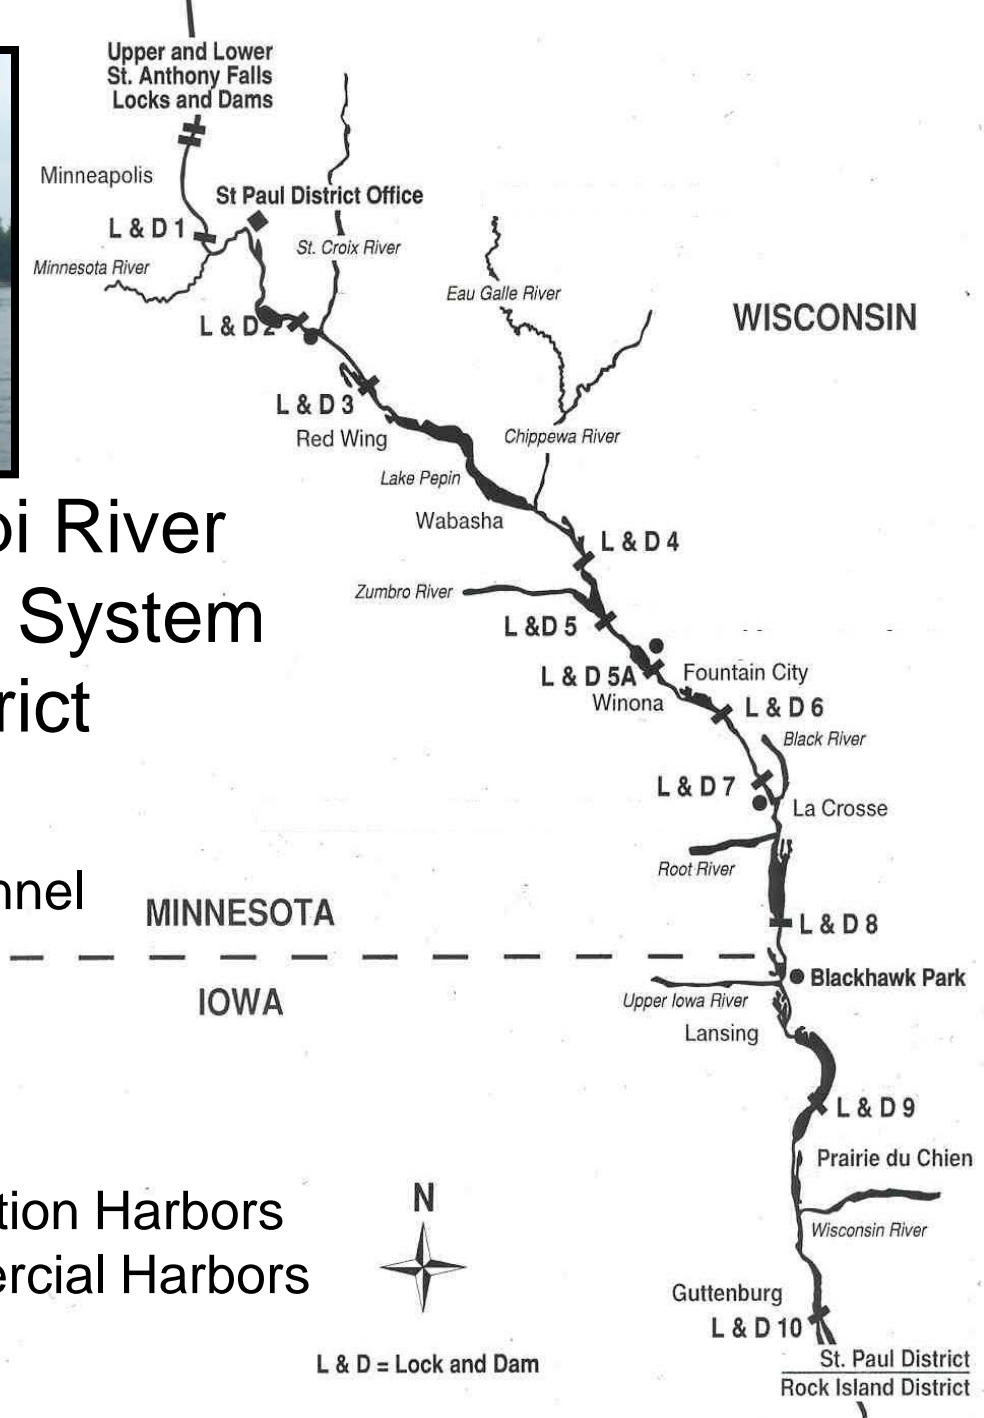 Upper and Lower
St. Anthony Falls
Locks and Dams
Minneapolis
St Paul District Office
L & D 1
St. Croix River
Minnesota River
Eau Galle River
WISCONSIN
L & D 2
L & D 3
Red Wing
Chippewa River
Lake Pepin
Wabasha
oi River
L & D 4
Zumbro River
System
L &D 5
L & D 5A
Fountain City
Winona
rict
L & D 6
Black River
L & D 7
La Crosse
Root River
nnel
MINNESOTA
L & D 8
Blackhawk Park
IOWA
Upper Iowa River
Lansing
L & D 9
Prairie du Chien
N
tion Harbors
Wisconsin River
ercial Harbors
Guttenburg
L & D 10
L & D = Lock and Dam
St. Paul District
Rock Island District